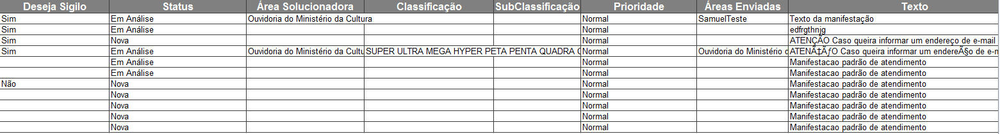 Deseja Sigilo Status Área Solucionadora Classificação SubClassificação Prioridade Áreas Enviadas Texto
Sim Em Análise Ouvidoria do Ministério da Cultura Normal SamuelTeste Texto da manifestação
Sim Em Análise Normal edfrgthnjg
Sim Nova Normal ATENÇÃO Caso queira informar um endereço de e-mail
Sim Em Análise Ouvidoria do Ministério da Cultu SUPER ULTRA MEGA HYPER PETA PENTA QUADRA Normal Ouvidoria do Ministério ATENÃ‡ÃƒO Caso queira informar um endereÃ§o de e-n
Em Análise Normal Manifestacao padrão de atendimento
Em Análise Normal Manifestacao padrão de atendimento
Não Nova Normal Manifestacao padrão de atendimento
Nova Normal Manifestacao padrão de atendimento
Nova Normal Manifestacao padrão de atendimento
Nova Normal Manifestacao padrão de atendimento
Nova Normal Manifestacao padrão de atendimento